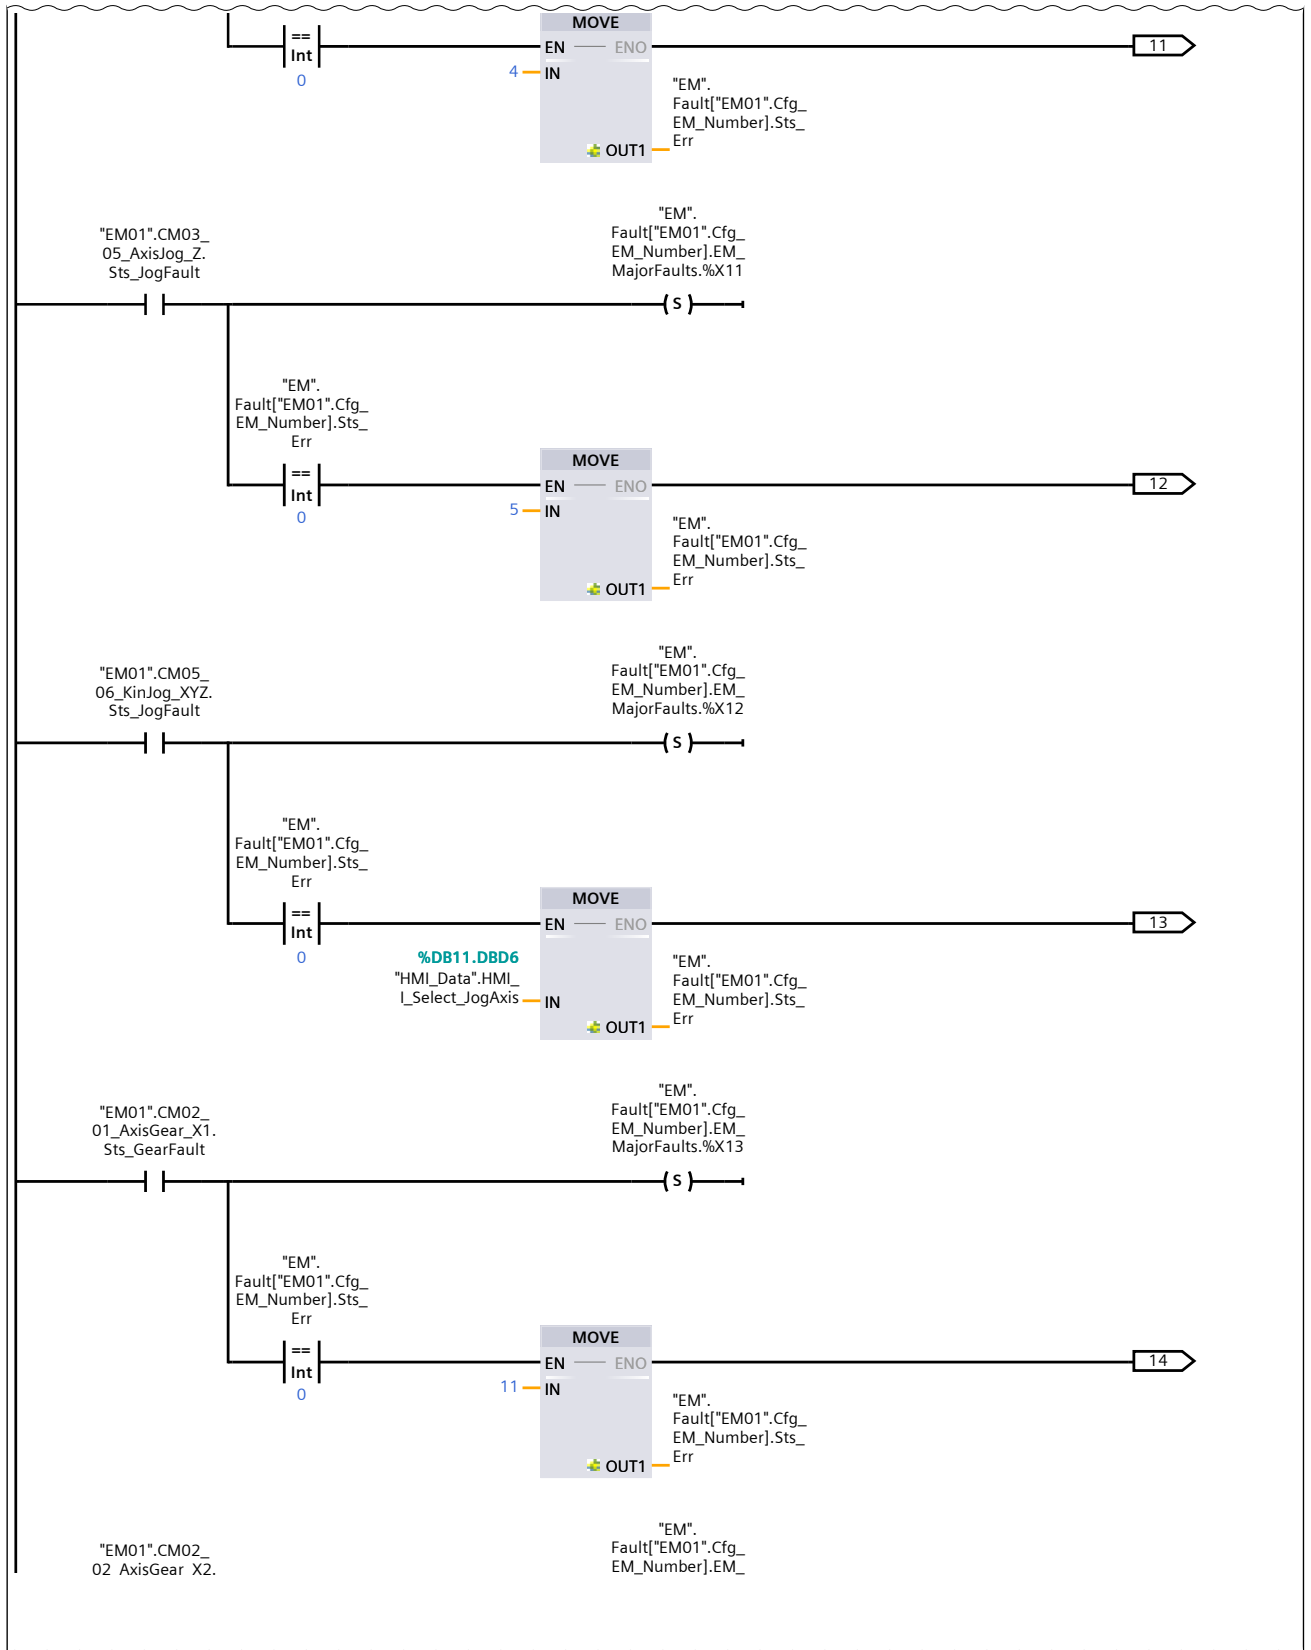 MOVE
==
Int
0
EN
ENO
4
IN
OUT1
"EM".
Fault["EM01".Cfg_
EM_Number].Sts_
Err
11
"EM01".CM03_
05_AxisJog_Z.
Sts_JogFault
"EM".
Fault["EM01".Cfg_
EM_Number].EM_
MajorFaults.%X11
S
"EM".
Fault["EM01".Cfg_
EM_Number].Sts_
Err
==
Int
0
MOVE
EN
ENO
5
IN
OUT1
"EM".
Fault["EM01".Cfg_
EM_Number].Sts_
Err
12
"EM01".CM05_
06_KinJog_XYZ.
Sts_JogFault
"EM".
Fault["EM01".Cfg_
EM_Number].EM_
MajorFaults.%X12
S
"EM".
Fault["EM01".Cfg_
EM_Number].Sts_
Err
==
Int
0
MOVE
EN
ENO
%DB11.DBD6
"HMI_Data".HMI_
I_Select_JogAxis
IN
OUT1
"EM".
Fault["EM01".Cfg_
EM_Number].Sts_
Err
13
"EM01".CM02_
01_AxisGear_X1.
Sts_GearFault
"EM".
Fault["EM01".Cfg_
EM_Number].EM_
MajorFaults.%X13
S
"EM".
Fault["EM01".Cfg_
EM_Number].Sts_
Err
==
Int
0
MOVE
EN
ENO
11
IN
OUT1
"EM".
Fault["EM01".Cfg_
EM_Number].Sts_
Err
14
"EM01".CM02_
02_AxisGear_X2.
"EM".
Fault["EM01".Cfg_
EM_Number].EM_